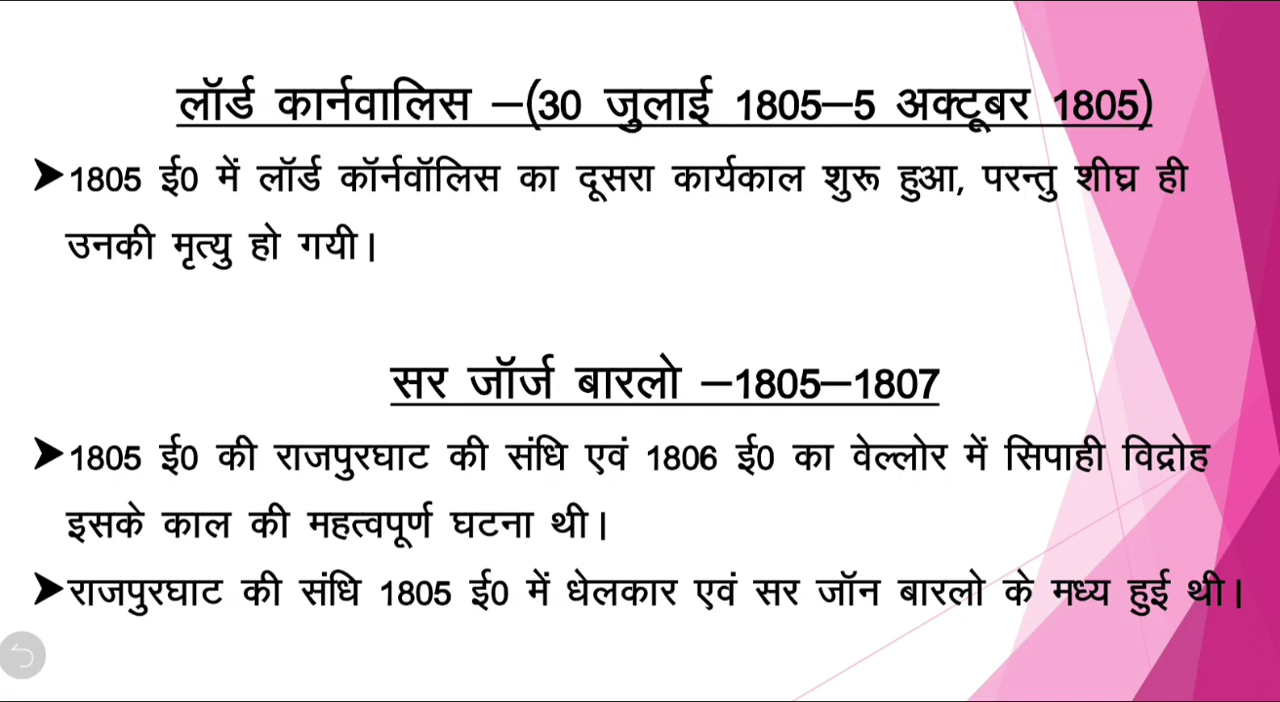 लॉर्ड कार्नवालिस –(30 जुलाई 1805–5 अक्टूबर 1805)
1805 ई0 में लॉर्ड कॉर्नवॉलिस का दूसरा कार्यकाल शुरू हुआ, परन्तु शीघ्र ही
उनकी मृत्यु हो गयी।
सर जॉर्ज बारलो –1805–1807
1805 ई0 की राजपुरघाट की संधि एवं 1806 ई0 का वेल्लोर में सिपाही विद्रोह
इसके काल की महत्वपूर्ण घटना थी।
राजपुरघाट की संधि 1805 ई0 में धेलकार एवं सर जॉन बारलो के मध्य हुई थी।